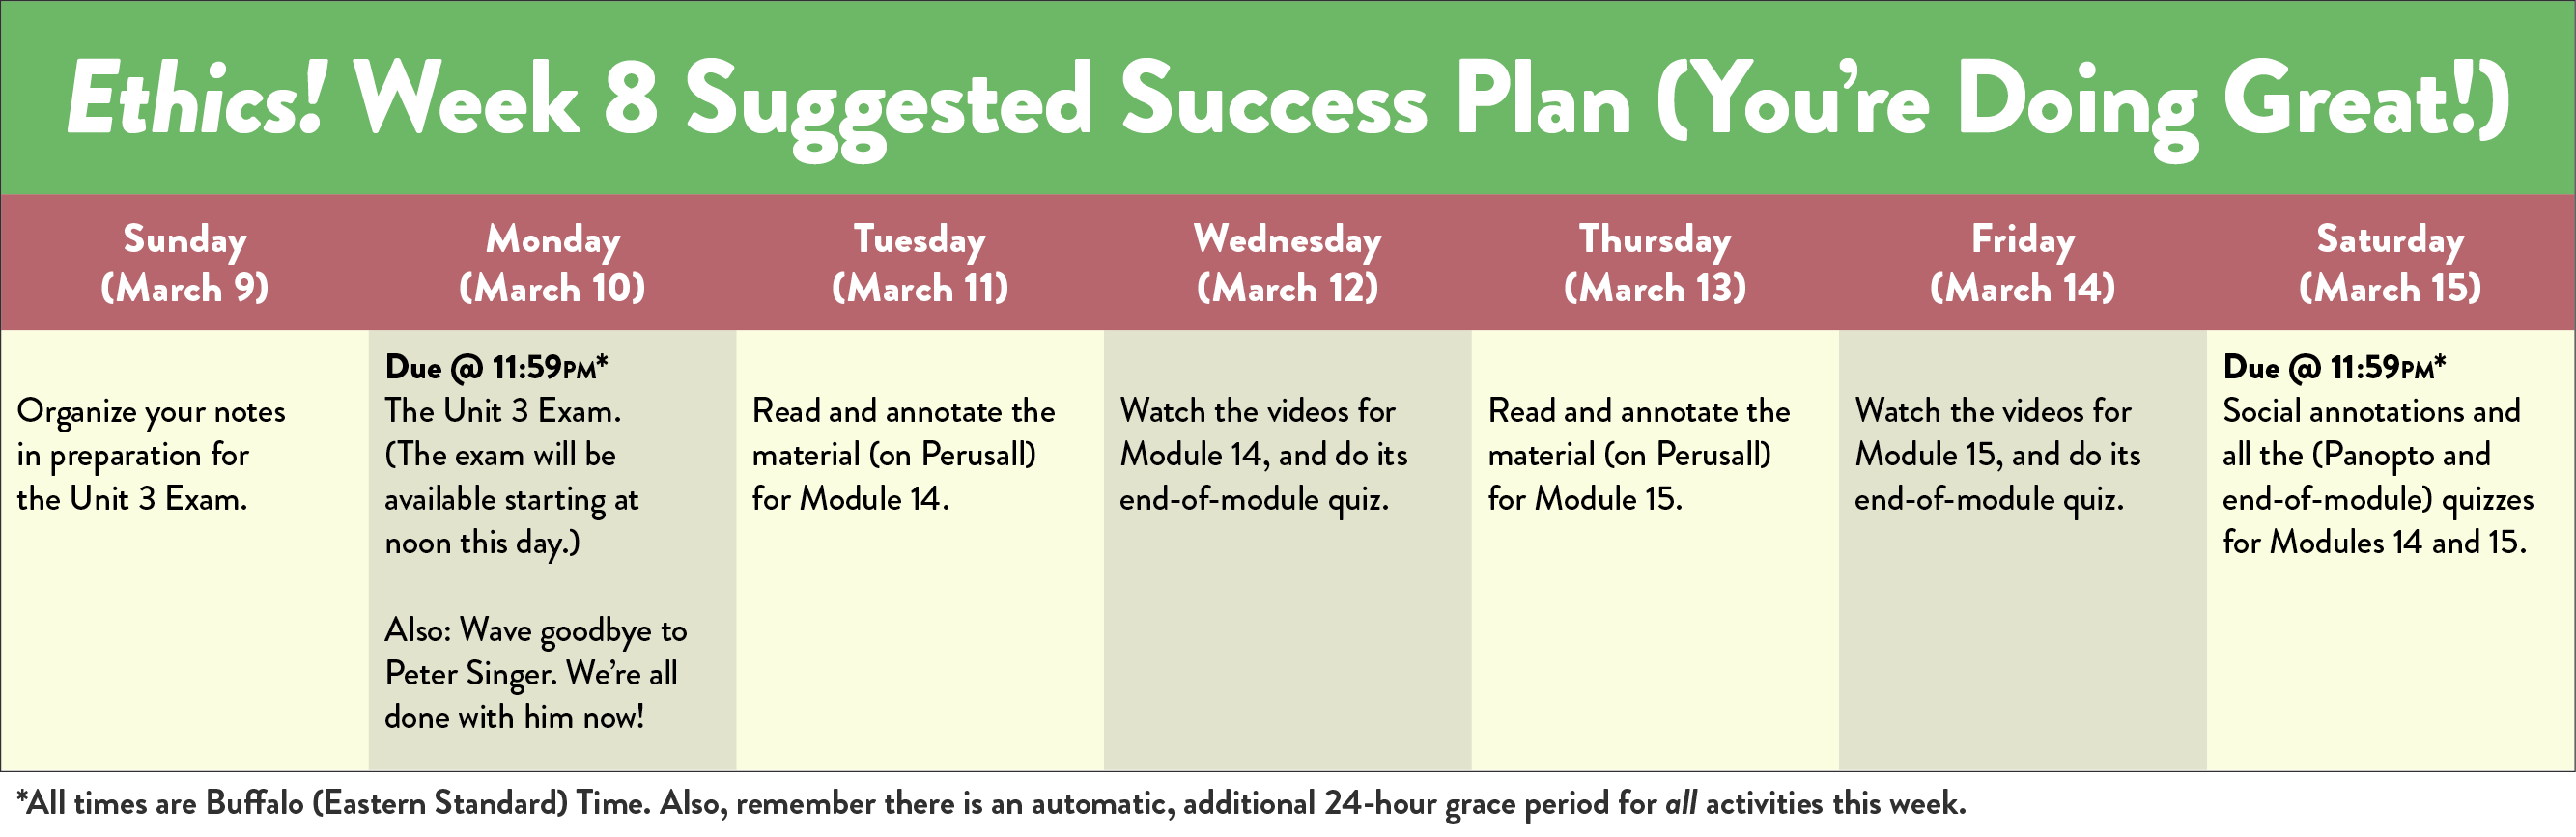 Ethics! Week 8 Suggested Success Plan (You’re Doing Great!)
Sunday
(March 9)
Monday
(March 10)
Tuesday
(March 11)
Wednesday
(March 12)
Thursday
(March 13)
Friday
(March 14)
Saturday
(March 15)
Organize your notes
in preparation for
the Unit 3 Exam.
Due @ 11:59PM*
The Unit 3 Exam.
(The exam will be
available starting at
noon this day.)
Also: Wave goodbye to
Peter Singer. We’re all
done with him now!
Read and annotate the
material (on Perusall)
for Module 14.
Watch the videos for
Module 14, and do its
end-of-module quiz.
Read and annotate the
material (on Perusall)
for Module 15.
Watch the videos for
Module 15, and do its
end-of-module quiz.
Due @ 11:59PM*
Social annotations and
all the (Panopto and
end-of-module) quizzes
for Modules 14 and 15.
*All times are Buffalo (Eastern Standard) Time. Also, remember there is an automatic, additional 24-hour grace period for all activities this week.